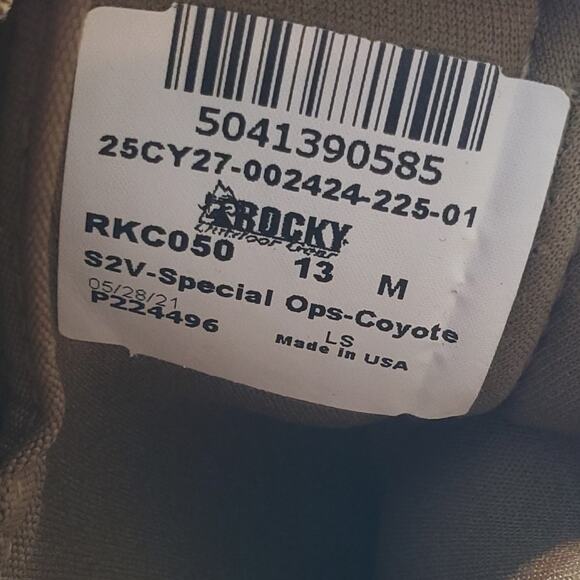 5041390585
25CY27-002424-225-01
ROCKY
Outdoor Gear
RKC050 13 M
S2V-Special Ops-Coyote
05/28/21 LS
P224496 Made in USA